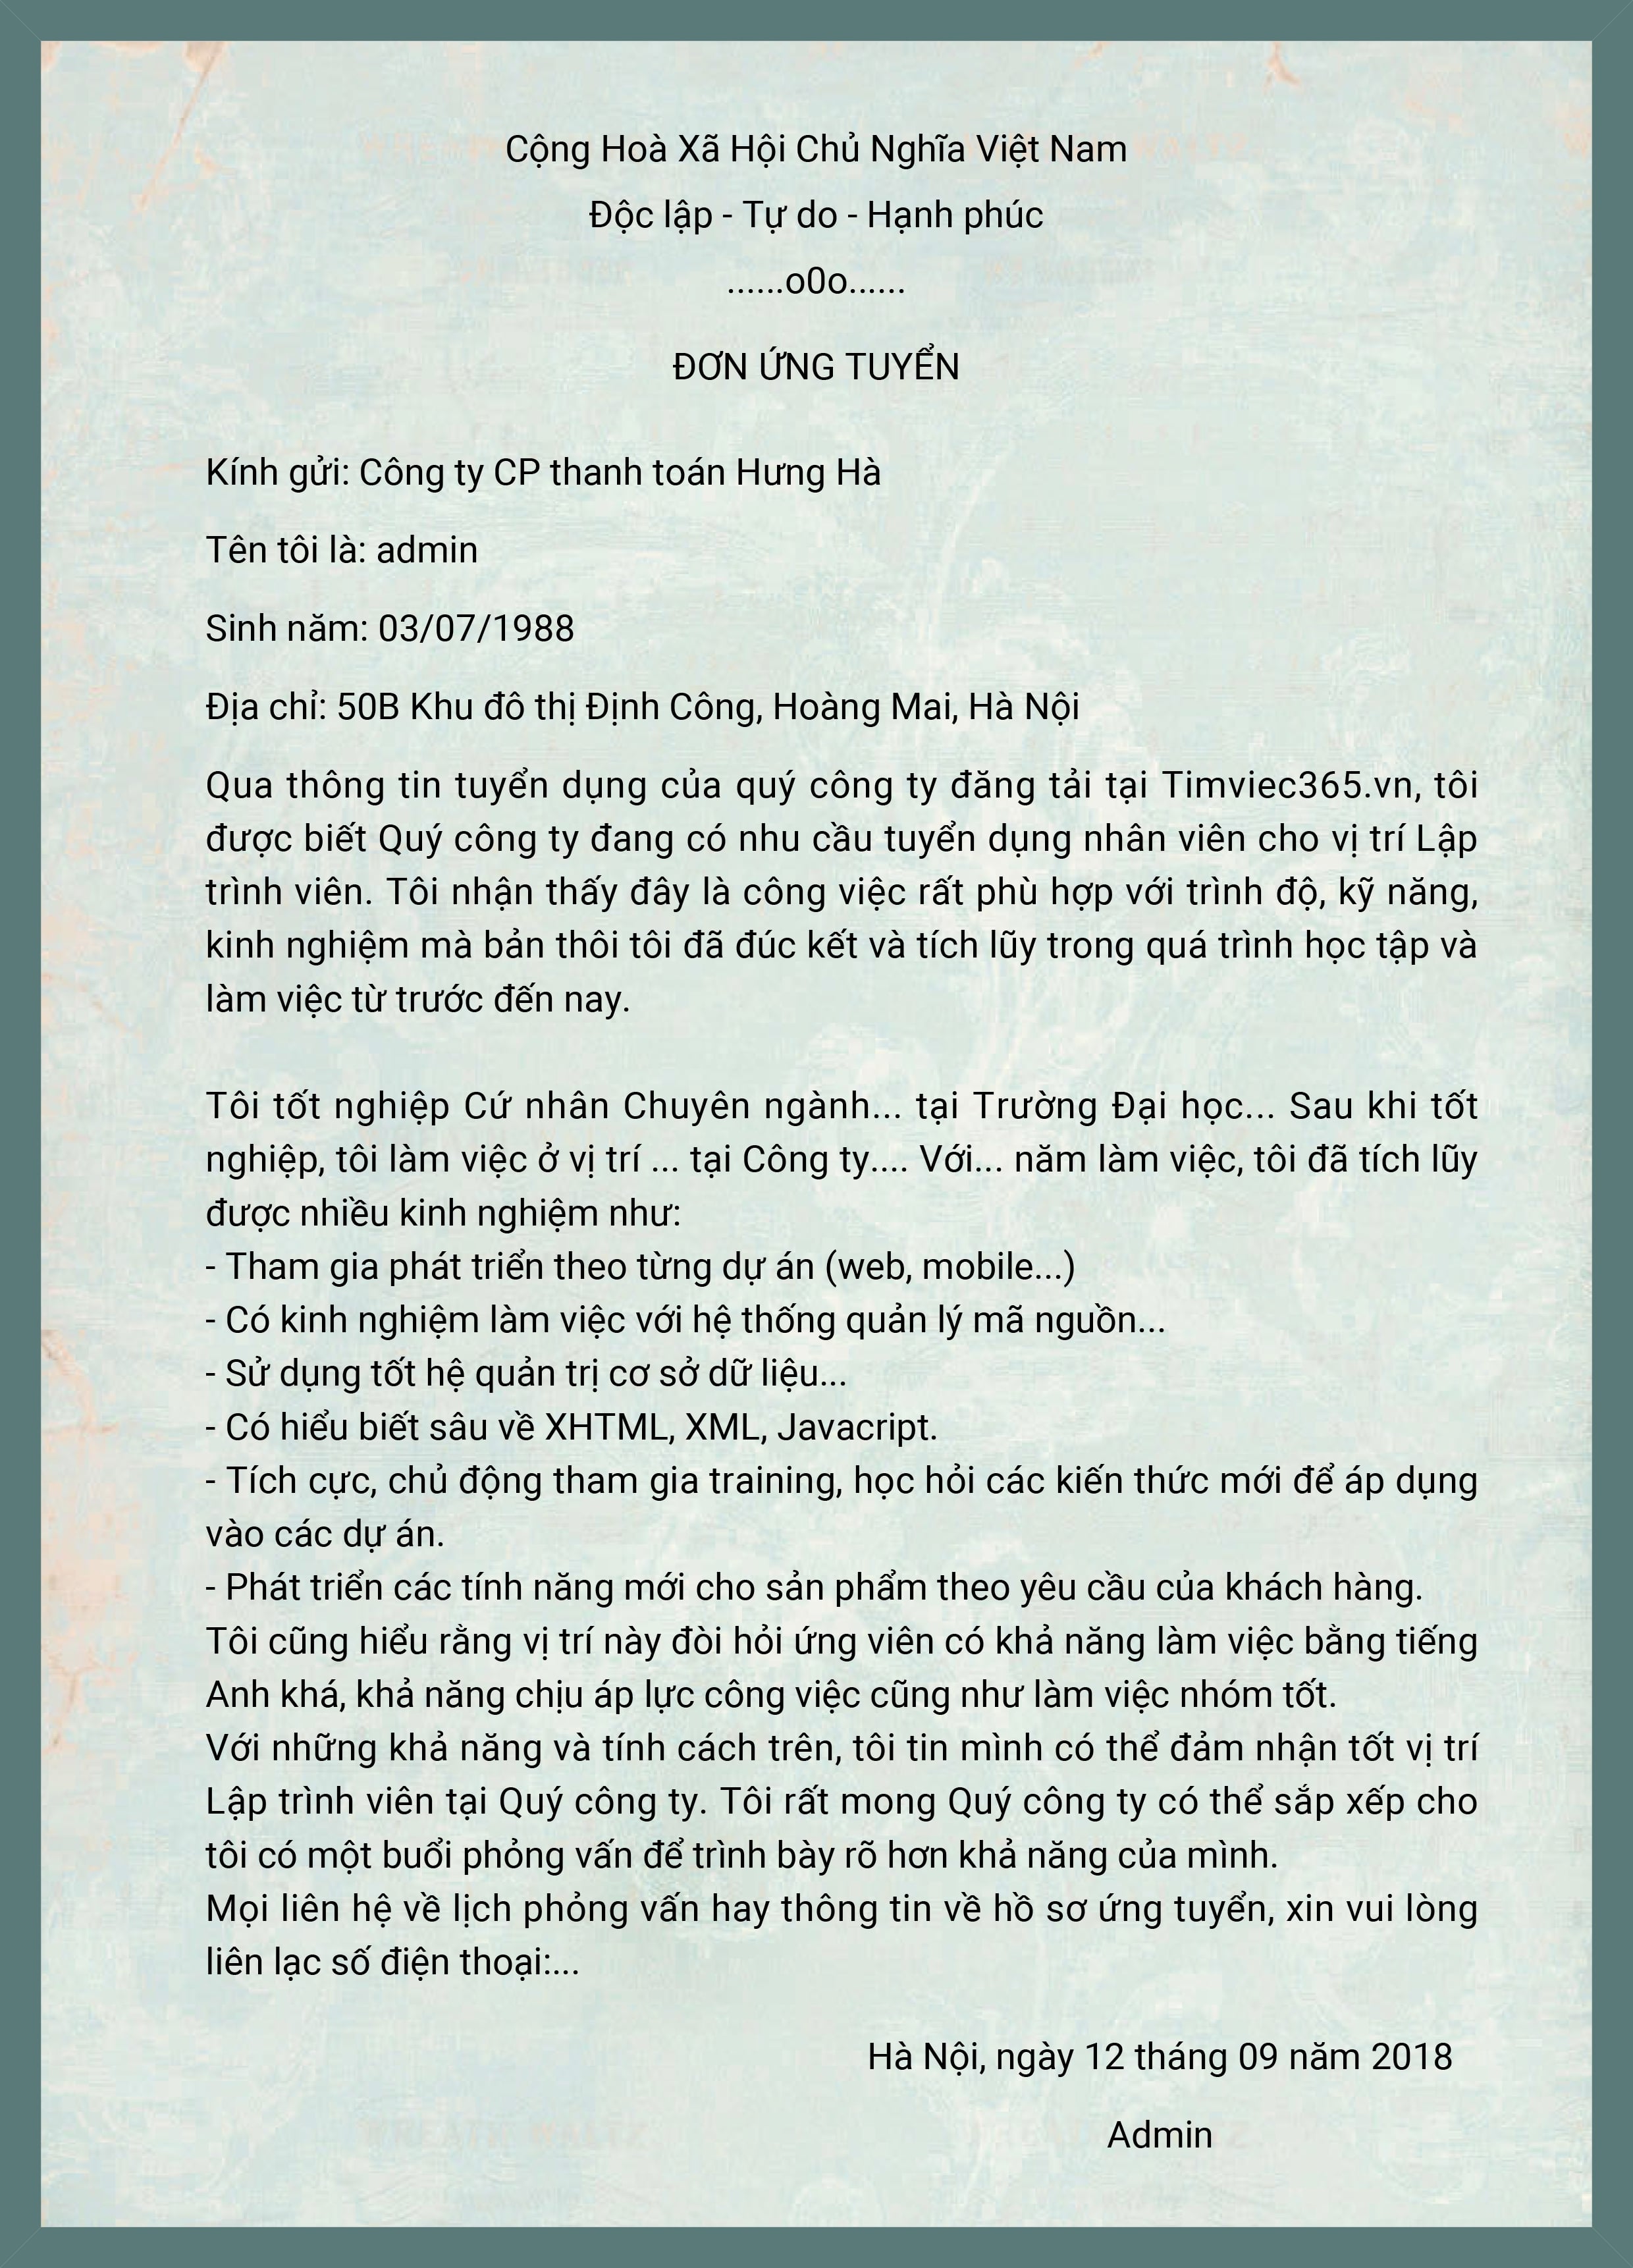 Cộng Hoà Xã Hội Chủ Nghĩa Việt Nam
Độc lập - Tự do - Hạnh phúc
......o0o......
ĐƠN ỨNG TUYỂN
Kính gửi: Công ty CP thanh toán Hưng Hà
Tên tôi là: admin
Sinh năm: 03/07/1988
Địa chỉ: 50B Khu đô thị Định Công, Hoàng Mai, Hà Nội
Qua thông tin tuyển dụng của quý công ty đăng tải tại Timviec365.vn, tôi
được biết Quý công ty đang có nhu cầu tuyển dụng nhân viên cho vị trí Lập
trình viên. Tôi nhận thấy đây là công việc rất phù hợp với trình độ, kỹ năng,
kinh nghiệm mà bản thôi tôi đã đúc kết và tích lũy trong quá trình học tập và
làm việc từ trước đến nay.
Tôi tốt nghiệp Cứ nhân Chuyên ngành... tại Trường Đại học... Sau khi tốt
nghiệp, tôi làm việc ở vị trí ... tại Công ty.... Với... năm làm việc, tôi đã tích lũy
được nhiều kinh nghiệm như:
- Tham gia phát triển theo từng dự án (web, mobile...)
- Có kinh nghiệm làm việc với hệ thống quản lý mã nguồn...
- Sử dụng tốt hệ quản trị cơ sở dữ liệu...
- Có hiểu biết sâu về XHTML, XML, Javacript.
- Tích cực, chủ động tham gia training, học hỏi các kiến thức mới để áp dụng
vào các dự án.
- Phát triển các tính năng mới cho sản phẩm theo yêu cầu của khách hàng.
Tôi cũng hiểu rằng vị trí này đòi hỏi ứng viên có khả năng làm việc bằng tiếng
Anh khá, khả năng chịu áp lực công việc cũng như làm việc nhóm tốt.
Với những khả năng và tính cách trên, tôi tin mình có thể đảm nhận tốt vị trí
Lập trình viên tại Quý công ty. Tôi rất mong Quý công ty có thể sắp xếp cho
tôi có một buổi phỏng vấn để trình bày rõ hơn khả năng của mình.
Mọi liên hệ về lịch phỏng vấn hay thông tin về hồ sơ ứng tuyển, xin vui lòng
liên lạc số điện thoại:...
Hà Nội, ngày 12 tháng 09 năm 2018
Admin